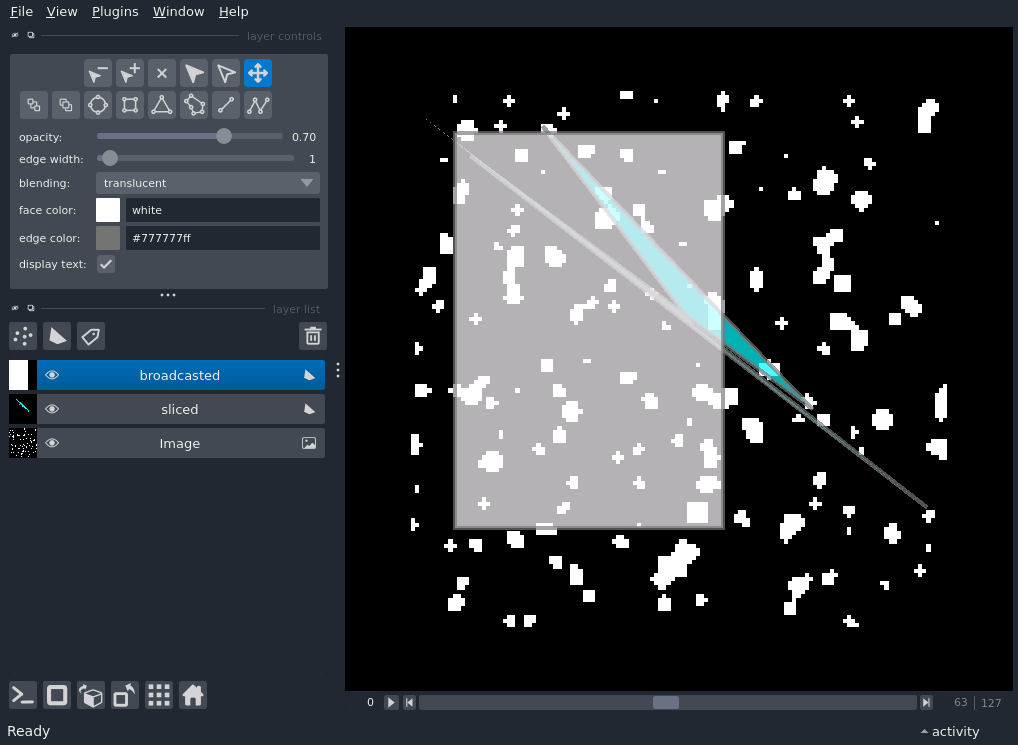 File View Plugins Window Help
layer controls
opacity: 0.70
edge width: 1
blending: translucent
face color: white
edge color: #777777ff
display text:
layer list
broadcasted
sliced
Image
0 63 127
Ready activity